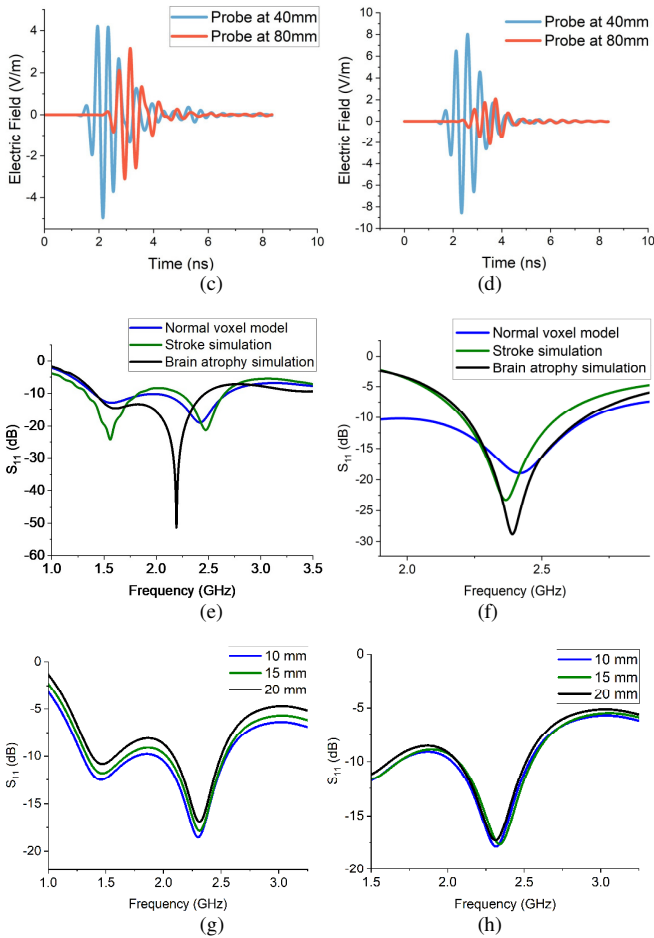 Probe at 40mm
Probe at 80mm
4
2
0
-2
-4
Electric Field (V/m)
0 2 4 6 8 10
Time (ns)
(c)
Probe at 40mm
Probe at 80mm
10
8
6
4
2
0
-2
-4
-6
-8
-10
Electric Field (V/m)
0 2 4 6 8 10
Time (ns)
(d)
Normal voxel model
Stroke simulation
Brain atrophy simulation
0
-10
-20
-30
-40
-50
-60
S11 (dB)
1.0 1.5 2.0 2.5 3.0 3.5
Frequency (GHz)
(e)
Normal voxel model
Stroke simulation
Brain atrophy simulation
0
-5
-10
-15
-20
-25
-30
S11 (dB)
2.0 2.5
Frequency (GHz)
(f)
10 mm
15 mm
20 mm
0
-5
-10
-15
-20
S11 (dB)
1.0 1.5 2.0 2.5 3.0
Frequency (GHz)
(g)
10 mm
15 mm
20 mm
0
-5
-10
-15
-20
S11 (dB)
1.5 2.0 2.5 3.0
Frequency (GHz)
(h)